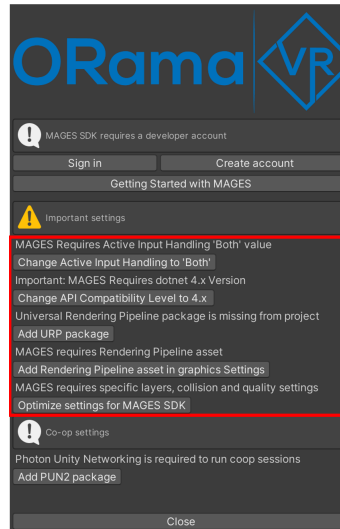 ORama VR
MAGES SDK requires a developer account
Sign in Create account
Getting Started with MAGES
Important settings
MAGES Requires Active Input Handling 'Both' value
Change Active Input Handling to 'Both'
Important: MAGES Requires dotnet 4.x Version
Change API Compatibility Level to 4.x
Universal Rendering Pipeline package is missing from project
Add URP package
MAGES requires Rendering Pipeline asset
Add Rendering Pipeline asset in graphics Settings
MAGES requires specific layers, collision and quality settings
Optimize settings for MAGES SDK
Co-op settings
Photon Unity Networking is required to run coop sessions
Add PUN2 package
Close